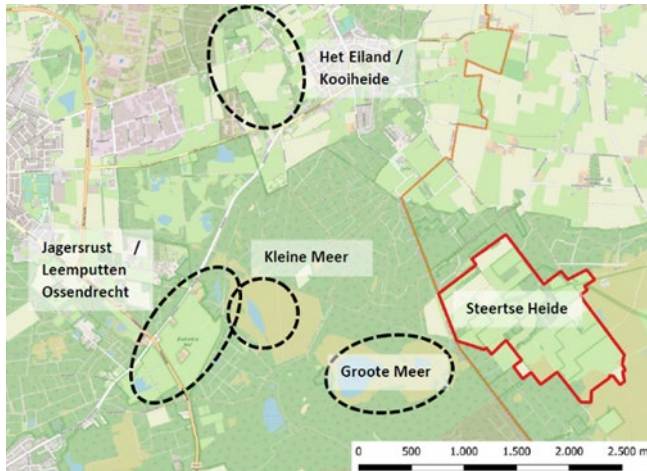 Het Eiland /
Kooiheide
Jagersrust /
Leemputten
Ossendrecht
Kleine Meer
Steertse Heide
Groote Meer
0 500 1.000 1.500 2.000 2.500 m